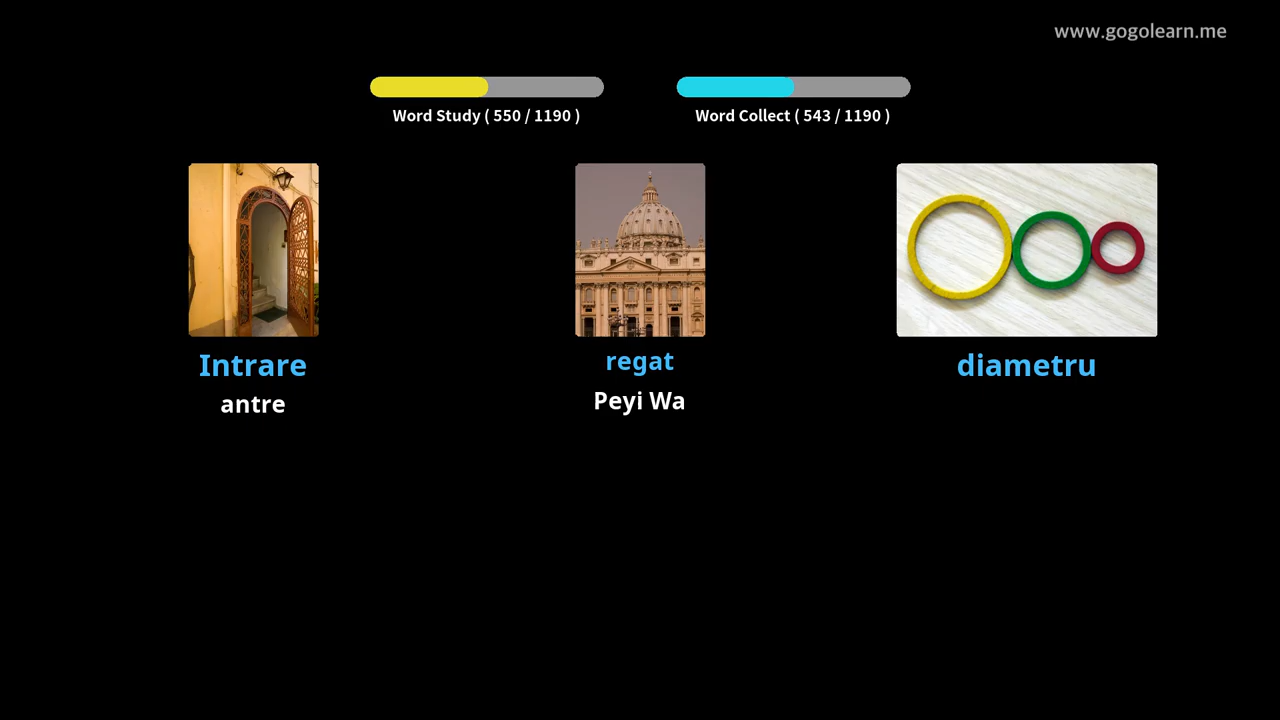 www.gogolearn.me
Word Study ( 550 / 1190 )
Word Collect ( 543 / 1190 )
Intrare
antre
regat
Peyi Wa
diametru